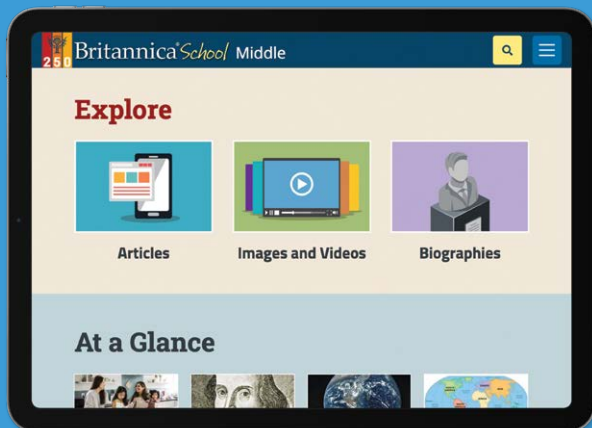 250
Britannica School Middle
Explore
Articles
Images and Videos
Biographies
At a Glance